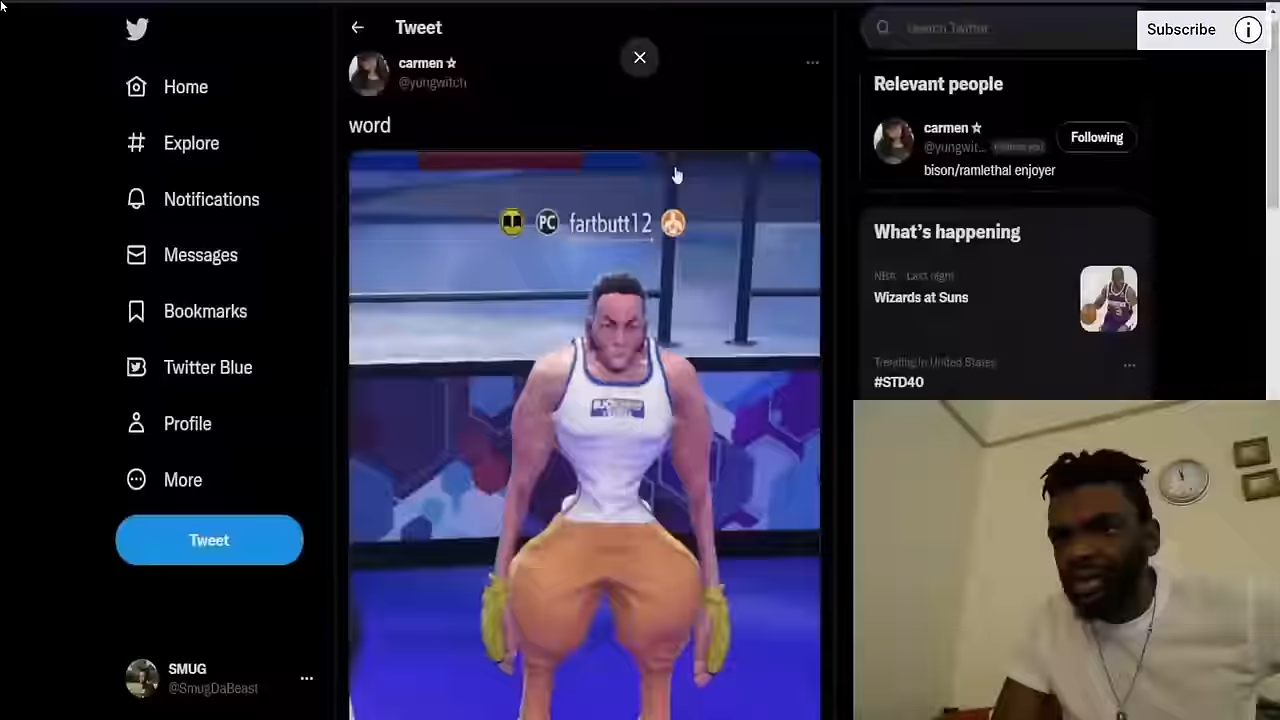 Home
Explore
Notifications
Messages
Bookmarks
Twitter Blue
Profile
More
Tweet
SMUG
@SmugDaBeast
Tweet
carmen ☆
@yungwitch
word
PC fartbutt12
Search Twitter
Subscribe
Relevant people
carmen ☆
@yungwit...
Following
bison/ramlethal enjoyer
What's happening
NBA · Last night
Wizards at Suns
Trending in United States
#STD40